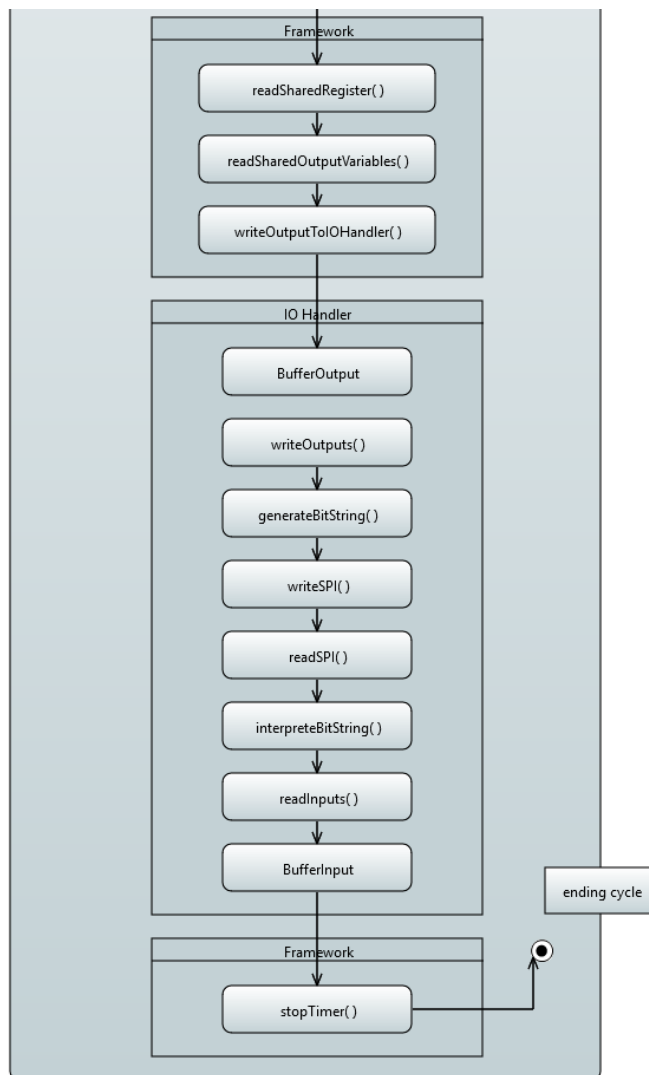 Framework
readSharedRegister( )
readSharedOutputVariables( )
writeOutputToIOHandler( )
IO Handler
BufferOutput
writeOutputs( )
generateBitString( )
writeSPI( )
readSPI( )
interpreteBitString( )
readInputs( )
BufferInput
ending cycle
Framework
stopTimer( )